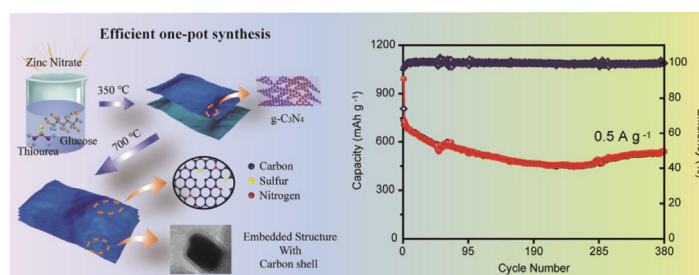 Efficient one-pot synthesis
Zinc Nitrate
350 °C
g-C3N4
Glucose
Thiourea
700 °C
Carbon
Sulfur
Nitrogen
Embedded Structure
With
Carbon shell
Capacity (mAh g⁻¹)
1200
900
600
300
0
0.5 A g⁻¹
100
80
60
40
20
0
0
95
190
285
380
Cycle Number